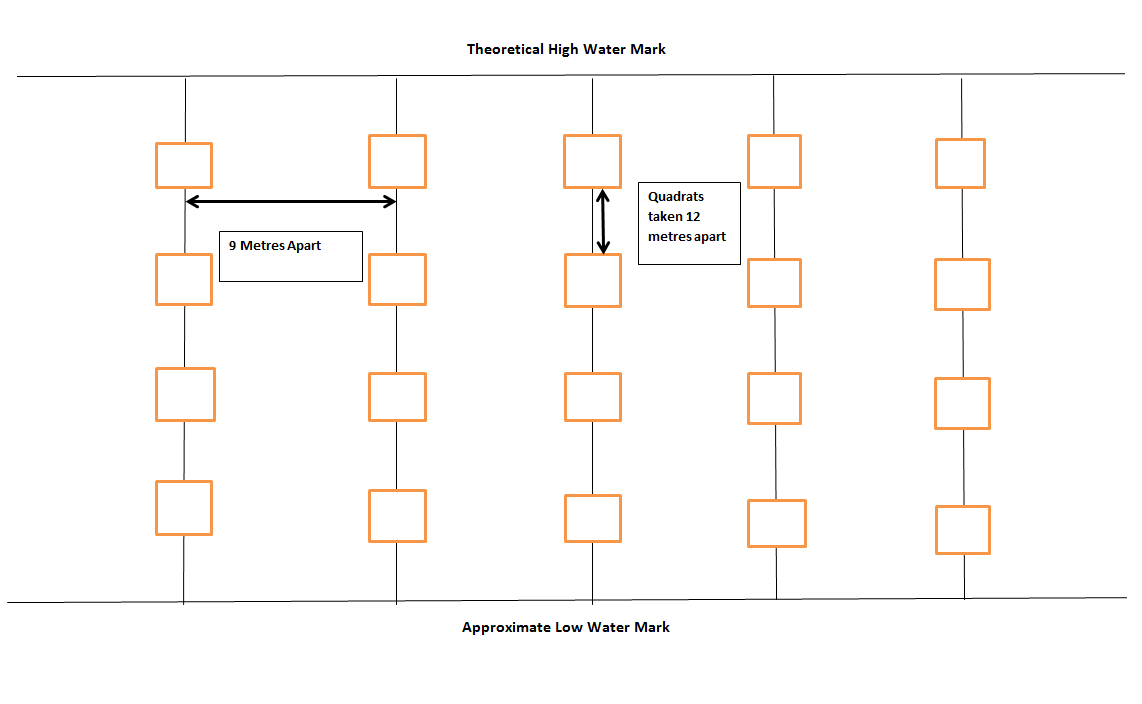 Theoretical High Water Mark
Quadrats
taken 12
metres apart
9 Metres Apart
Approximate Low Water Mark